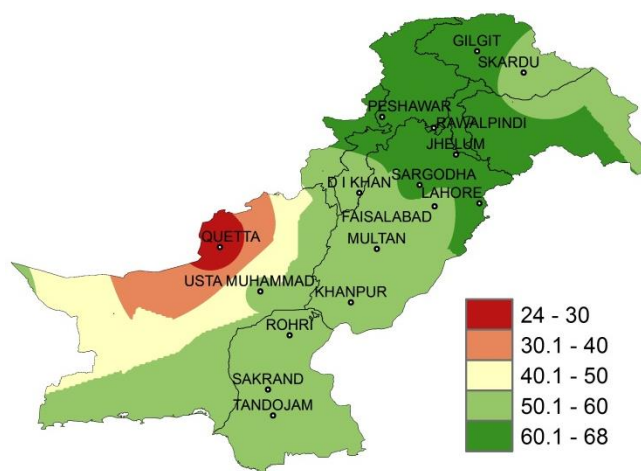 GILGIT
SKARDU
PESHAWAR
RAWALPINDI
JHELUM
SARGODHA
D I KHAN
LAHORE
FAISALABAD
QUETTA
MULTAN
USTA MUHAMMAD
KHANPUR
ROHRI
SAKRAND
TANDOJAM
24 - 30
30.1 - 40
40.1 - 50
50.1 - 60
60.1 - 68